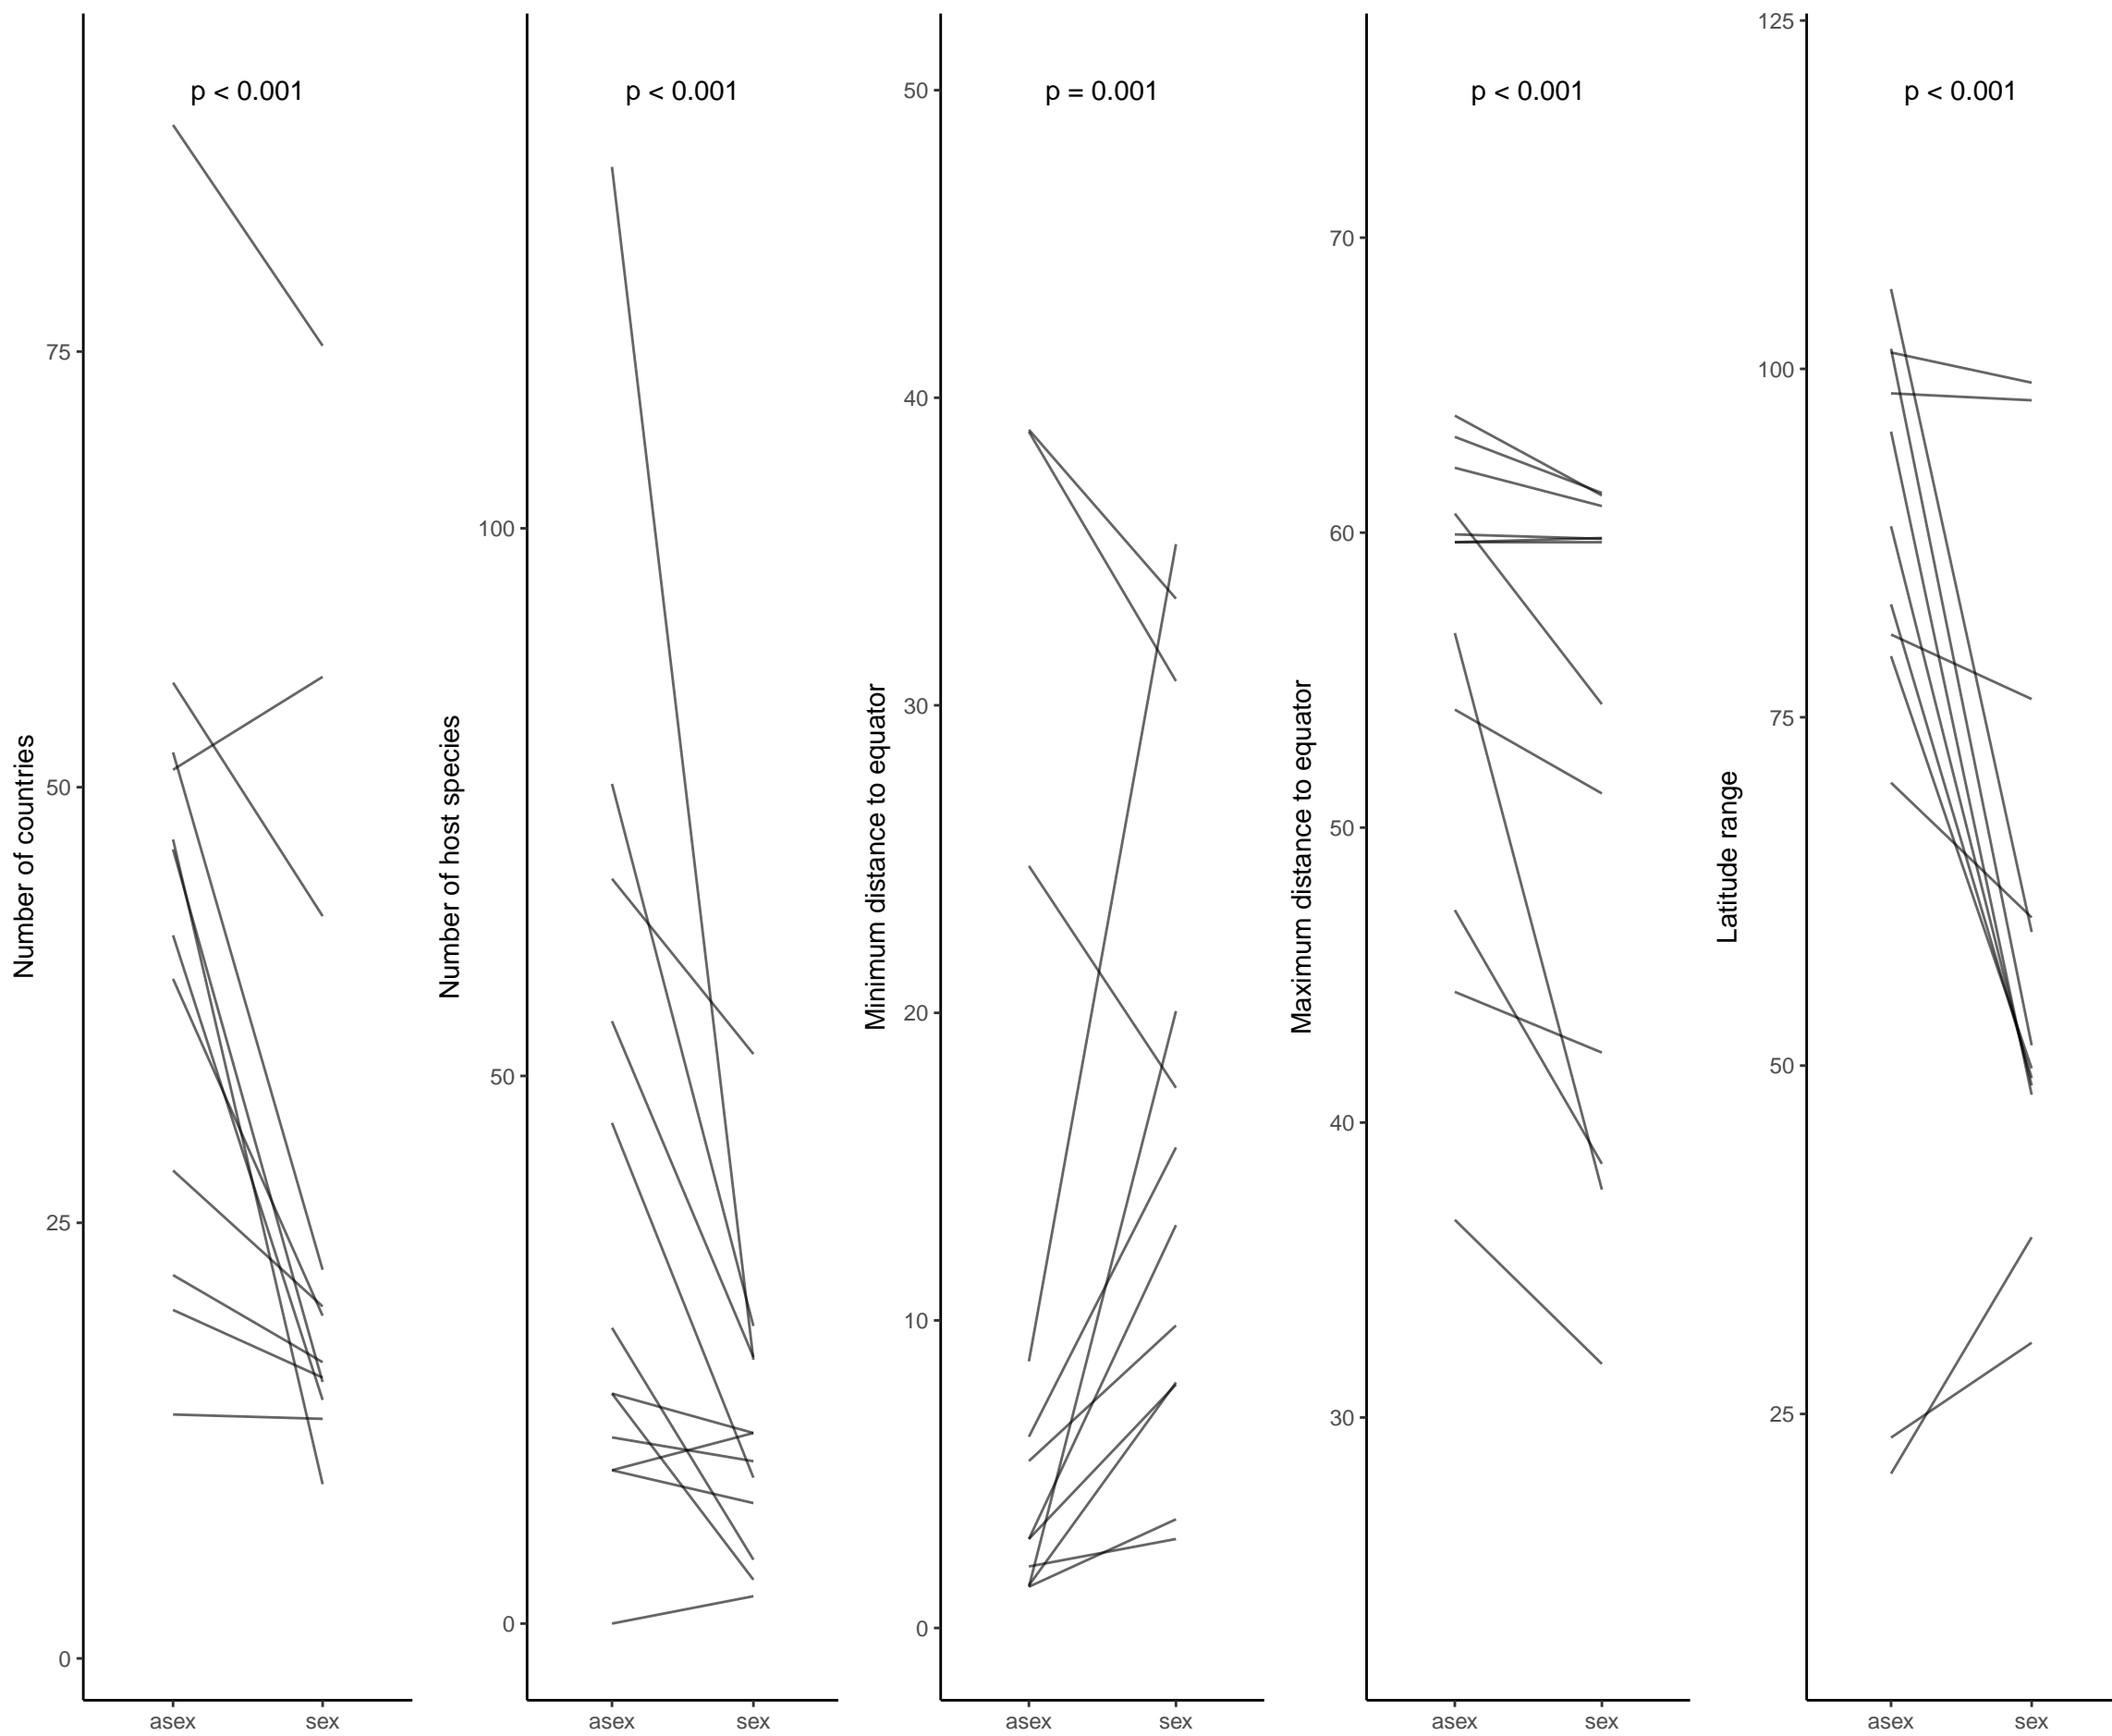 Number of countries
p < 0.001
75
50
25
0
asex sex
Number of host species
p < 0.001
100
50
0
asex sex
Minimum distance to equator
p = 0.001
50
40
30
20
10
0
asex sex
Maximum distance to equator
p < 0.001
70
60
50
40
30
asex sex
Latitude range
p < 0.001
125
100
75
50
25
asex sex